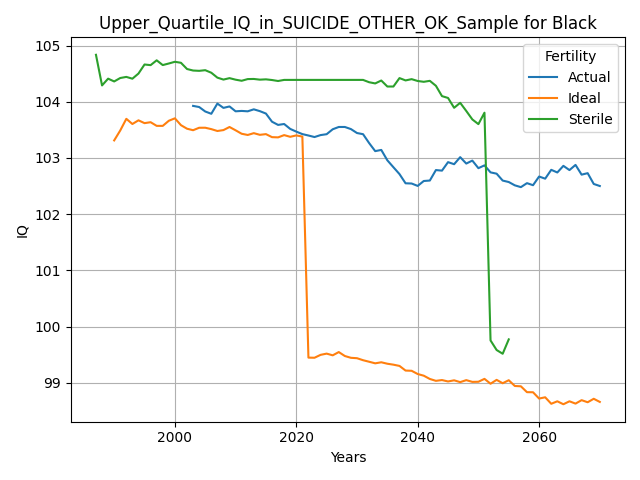 Upper_Quartile_IQ_in_SUICIDE_OTHER_OK_Sample for Black
105
104
103
102
101
100
99
IQ
2000
2020
2040
2060
Years
Fertility
Actual
Ideal
Sterile